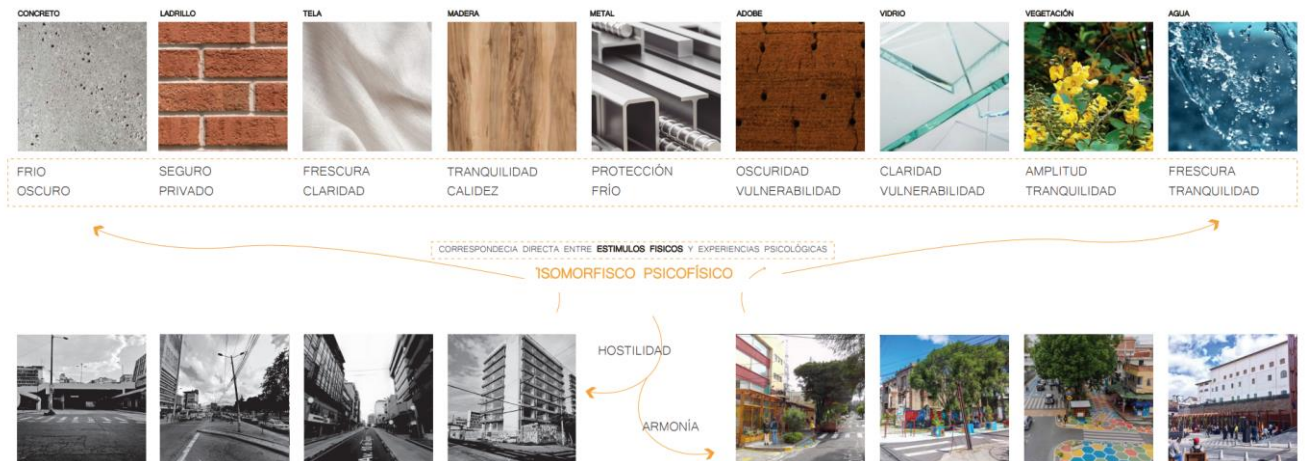 CONCRETO
LADRILLO
TELA
MADERA
METAL
ADOBE
VIDRIO
VEGETACIÓN
AGUA
FRIO
OSCURO
SEGURO
PRIVADO
FRESCURA
CLARIDAD
TRANQUILIDAD
CALIDEZ
PROTECCIÓN
FRÍO
OSCURIDAD
VULNERABILIDAD
CLARIDAD
VULNERABILIDAD
AMPLITUD
TRANQUILIDAD
FRESCURA
TRANQUILIDAD
CORRESPONDECIA DIRECTA ENTRE ESTIMULOS FISICOS Y EXPERIENCIAS PSICOLÓGICAS
ISOMORFISCO PSICOFÍSICO
HOSTILIDAD
ARMONÍA